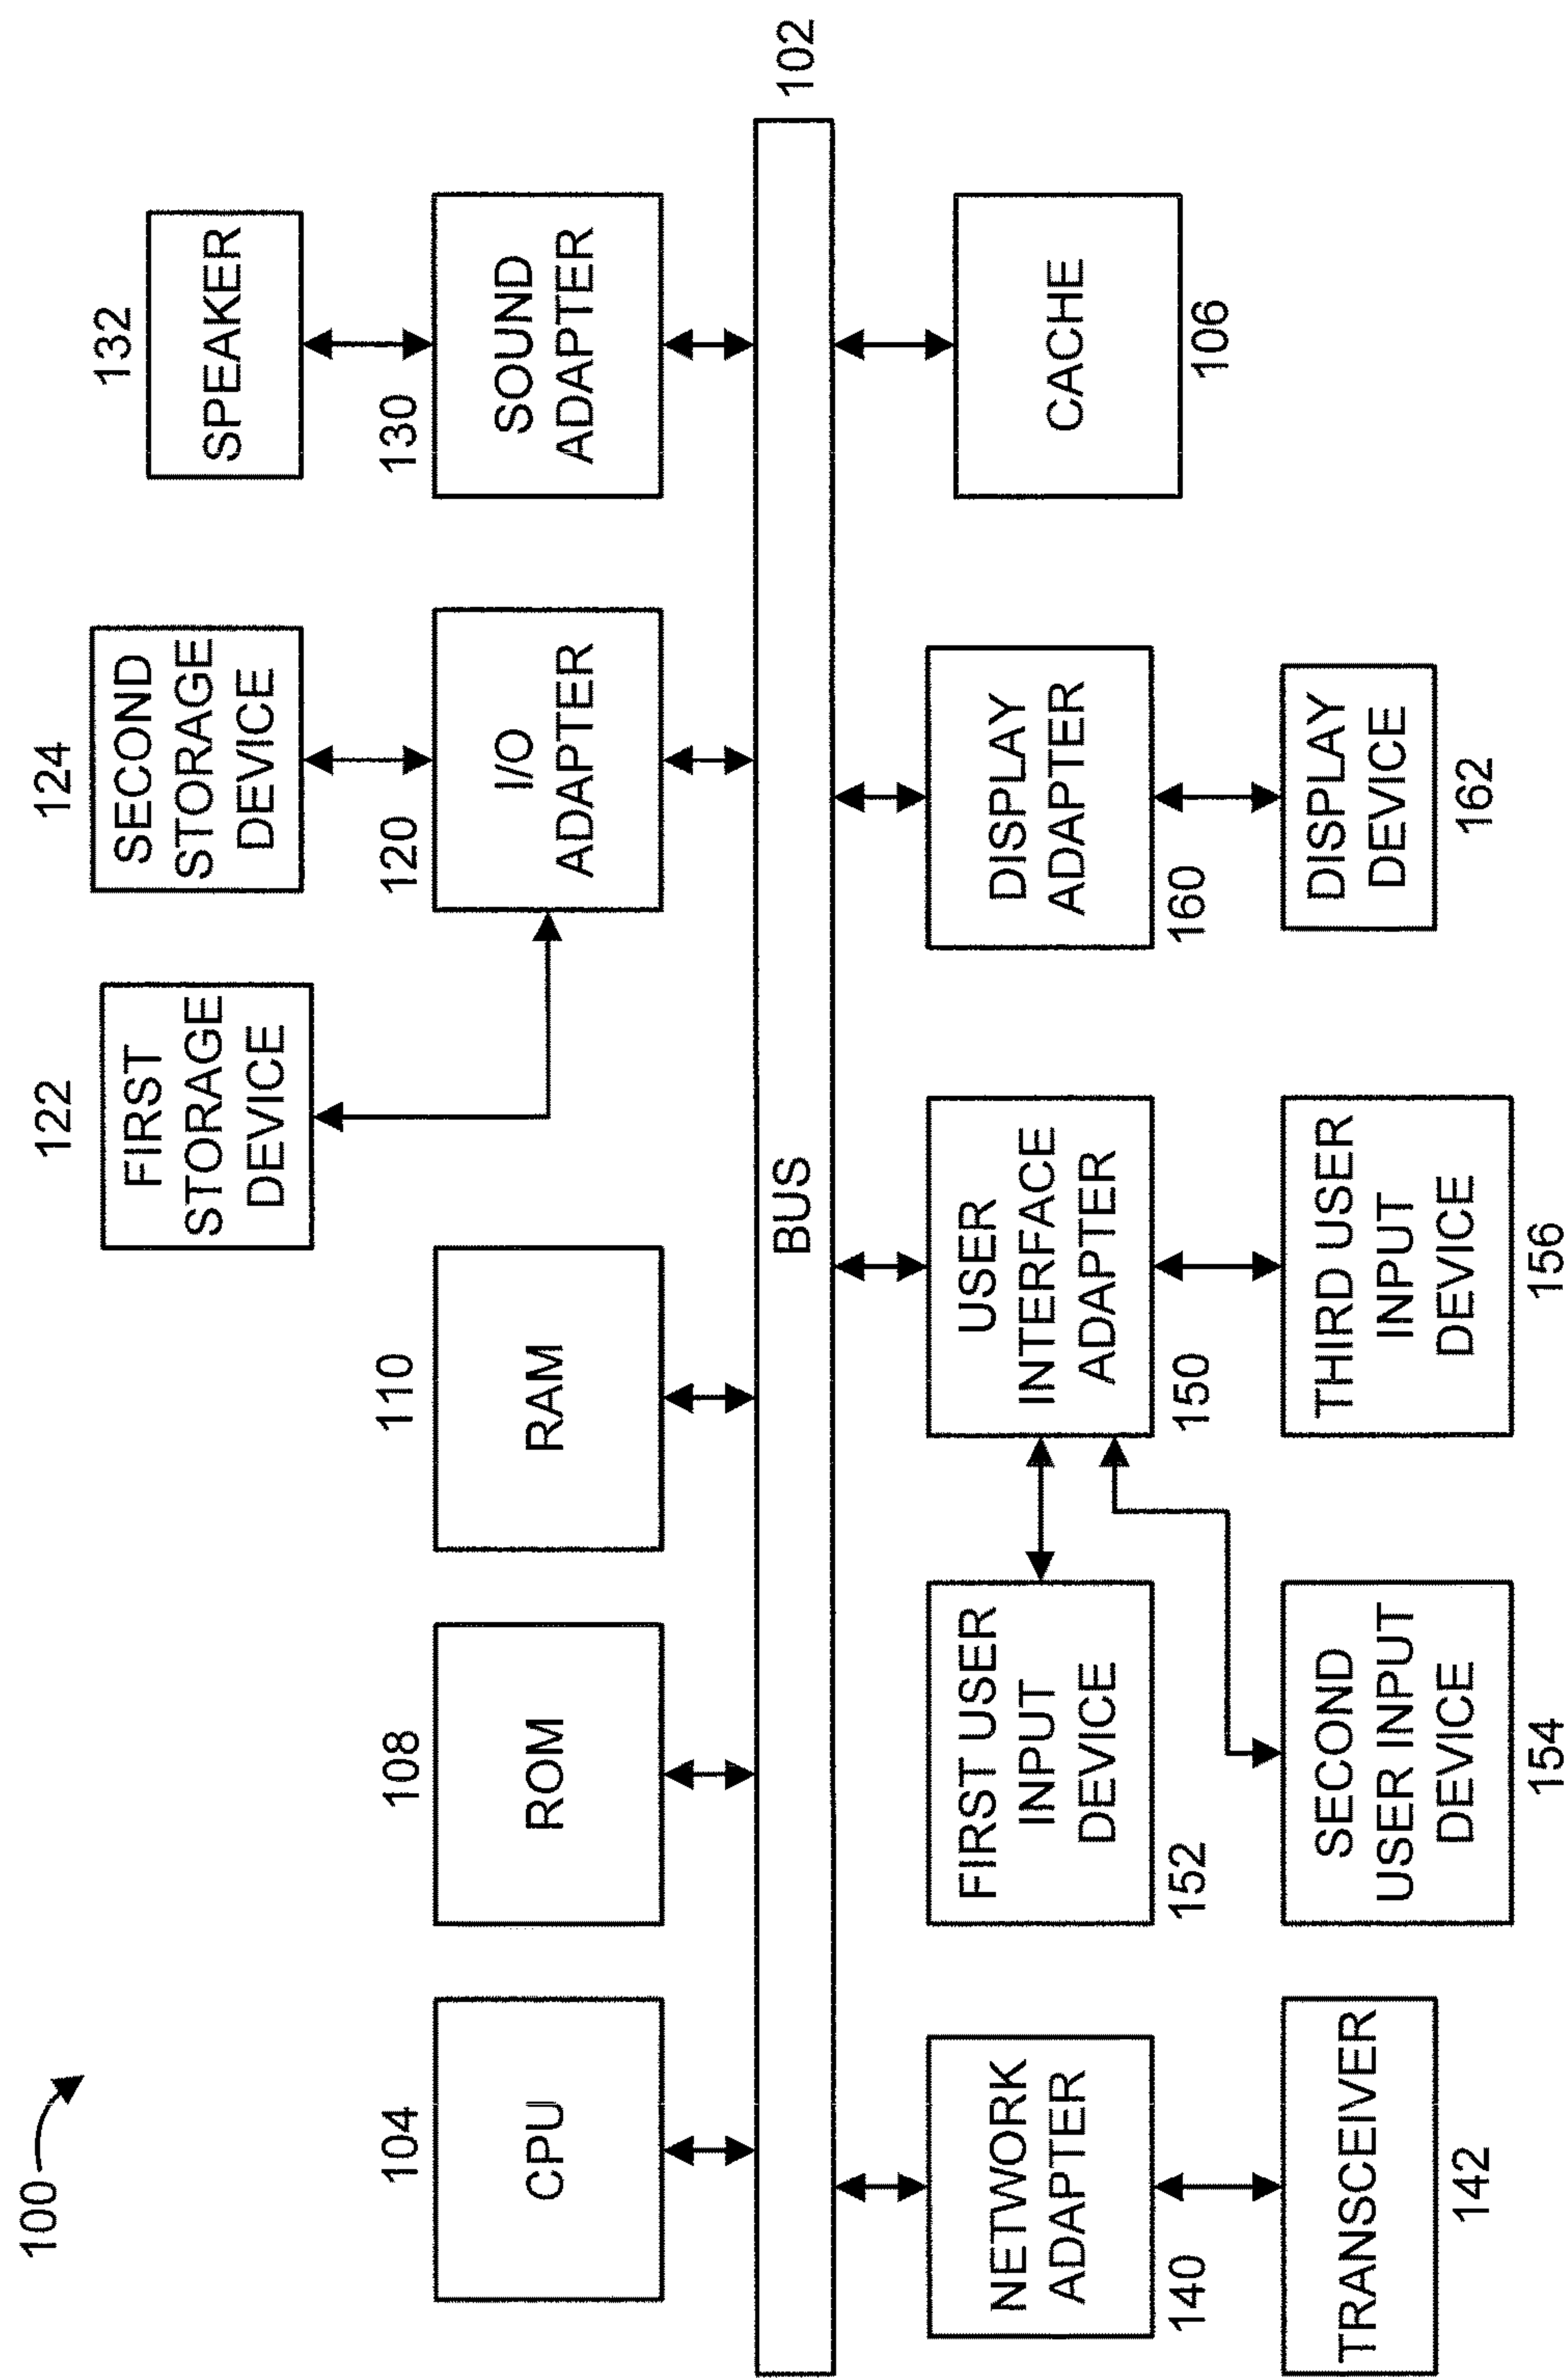 100
104
CPU
108
ROM
110
RAM
122
FIRST
STORAGE
DEVICE
124
SECOND
STORAGE
DEVICE
120
I/O
ADAPTER
132
SPEAKER
130
SOUND
ADAPTER
BUS
102
NETWORK
ADAPTER
140
TRANSCEIVER
142
FIRST USER
INPUT
DEVICE
152
SECOND
USER INPUT
DEVICE
154
USER
INTERFACE
ADAPTER
150
THIRD USER
INPUT
DEVICE
156
DISPLAY
ADAPTER
160
DISPLAY
DEVICE
162
CACHE
106